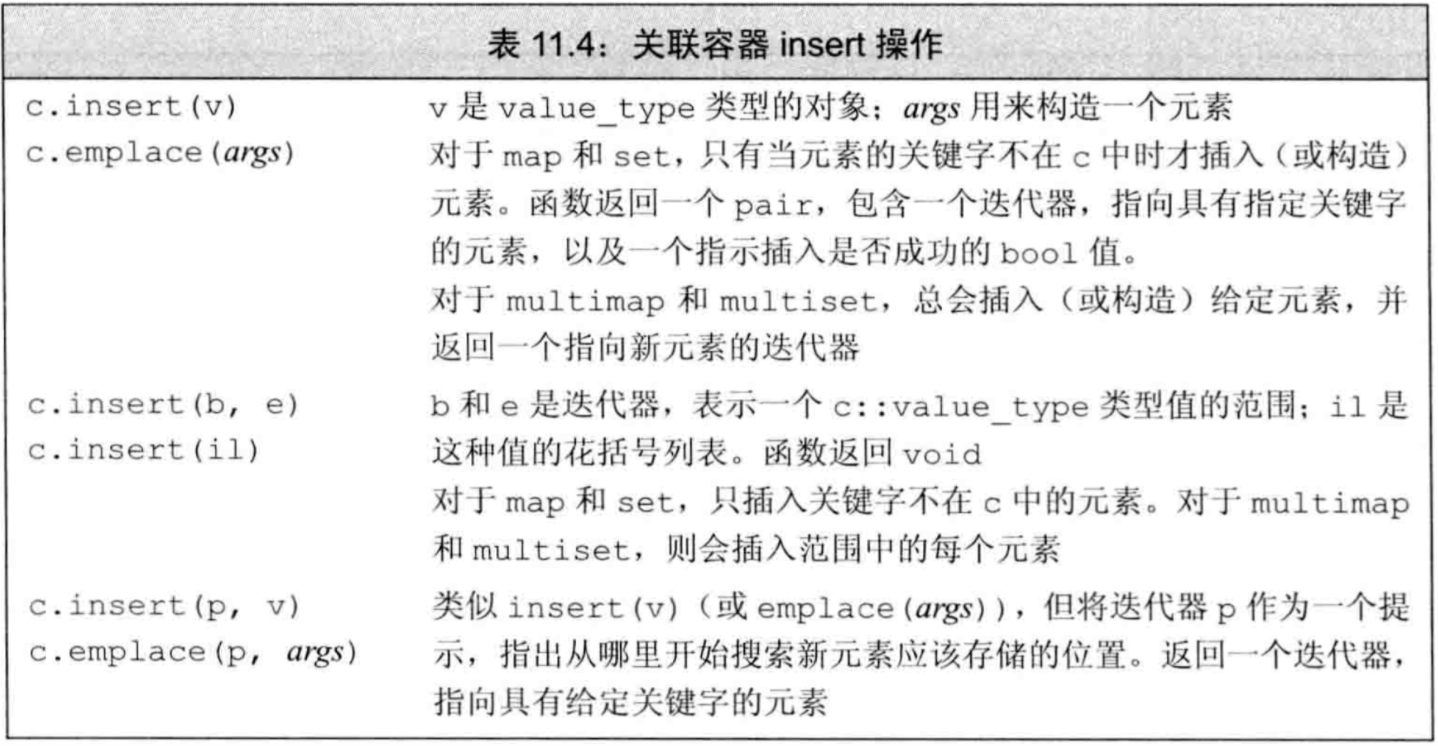 表 11.4：关联容器 insert 操作
c.insert(v) v 是 value_type 类型的对象；args 用来构造一个元素
c.emplace(args) 对于 map 和 set，只有当元素的关键字不在 c 中时才插入（或构造）
元素。函数返回一个 pair，包含一个迭代器，指向具有指定关键字
的元素，以及一个指示插入是否成功的 bool 值。
对于 multimap 和 multiset，总会插入（或构造）给定元素，并
返回一个指向新元素的迭代器
c.insert(b, e) b 和 e 是迭代器，表示一个 c::value_type 类型值的范围；il 是
c.insert(il) 这种值的花括号列表。函数返回 void
对于 map 和 set，只插入关键字不在 c 中的元素。对于 multimap
和 multiset，则会插入范围中的每个元素
c.insert(p, v) 类似 insert(v)（或 emplace(args)），但将迭代器 p 作为一个提
c.emplace(p, args) 示，指出从哪里开始搜索新元素应该存储的位置。返回一个迭代器，
指向具有给定关键字的元素